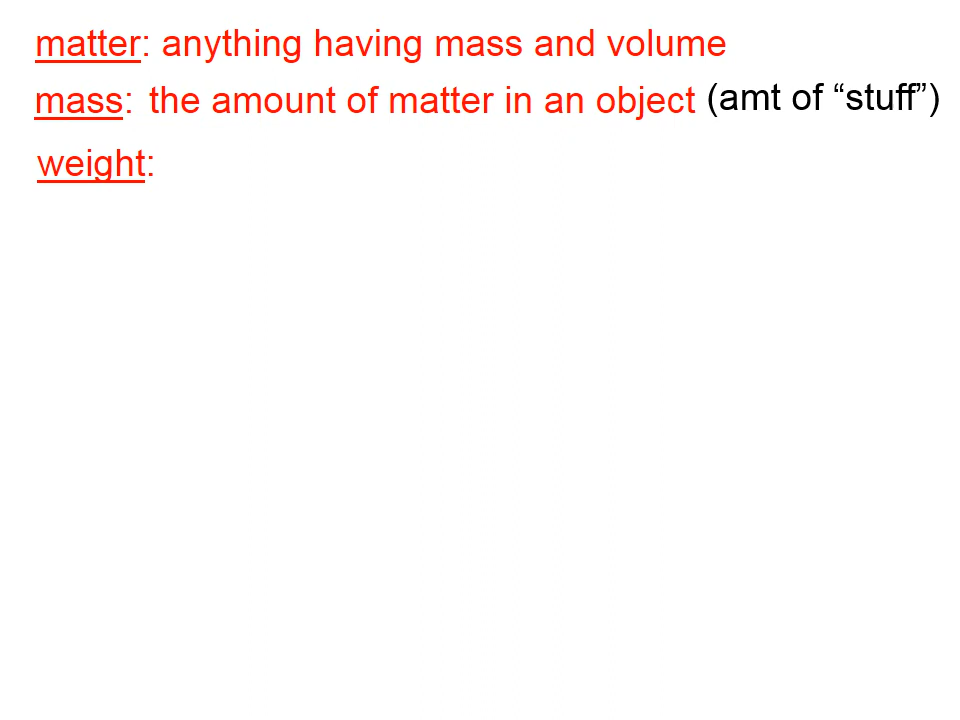 matter: anything having mass and volume
mass: the amount of matter in an object (amt of “stuff”)
weight: